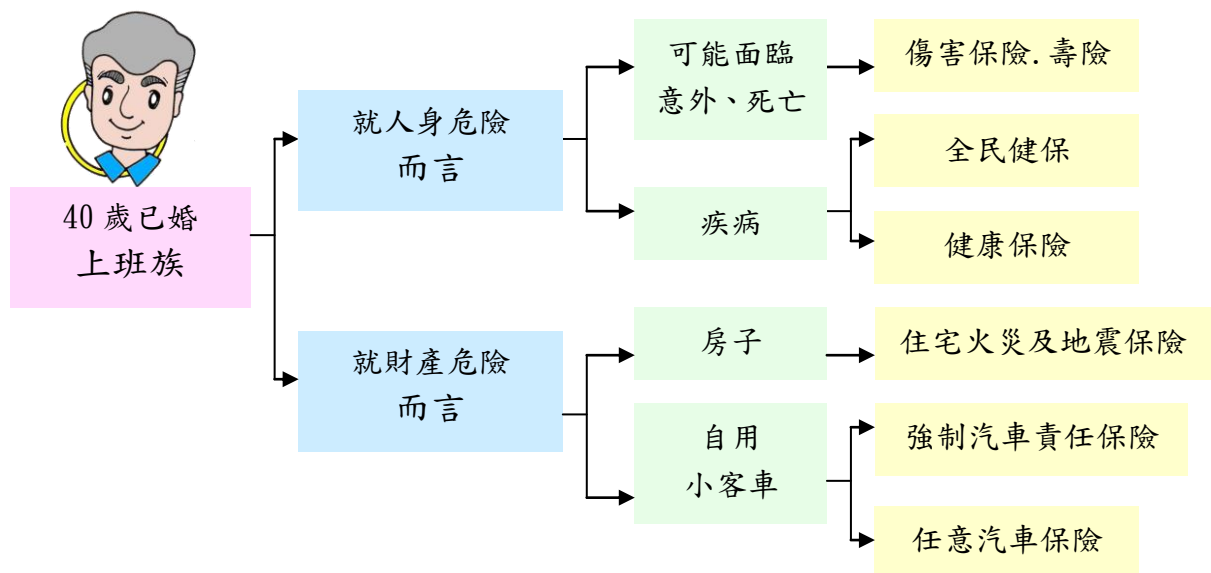 40 歲已婚
上班族
就人身危險
而言
可能面臨
意外、死亡
傷害保險.壽險
疾病
全民健保
健康保險
就財產危險
而言
房子
住宅火災及地震保險
自用
小客車
強制汽車責任保險
任意汽車保險